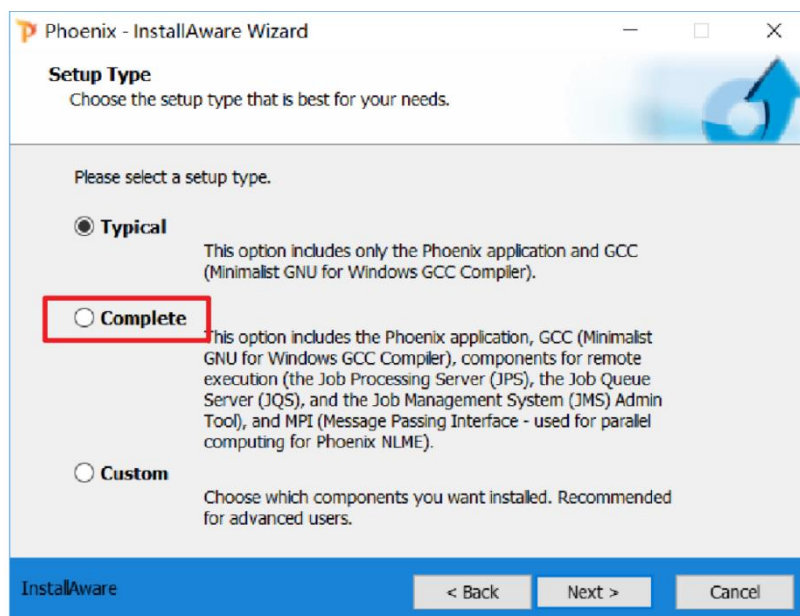 Phoenix - InstallAware Wizard
Setup Type
Choose the setup type that is best for your needs.
Please select a setup type.
Typical
This option includes only the Phoenix application and GCC
(Minimalist GNU for Windows GCC Compiler).
Complete
This option includes the Phoenix application, GCC (Minimalist
GNU for Windows GCC Compiler), components for remote
execution (the Job Processing Server (JPS), the Job Queue
Server (JQS), and the Job Management System (JMS) Admin
Tool), and MPI (Message Passing Interface - used for parallel
computing for Phoenix NLME).
Custom
Choose which components you want installed. Recommended
for advanced users.
InstallAware
< Back
Next >
Cancel